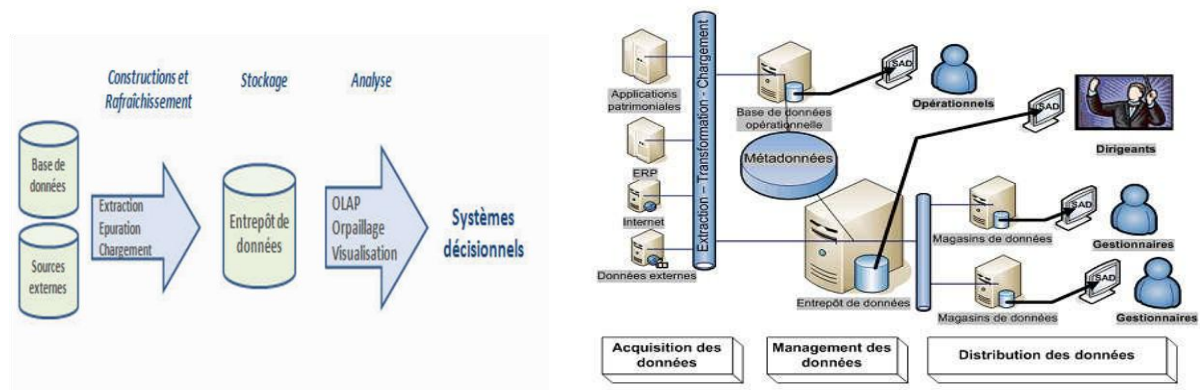 Constructions et
Rafraîchissement
Stockage
Analyse
Base de
données
Sources
externes
Extraction
Epuration
Chargement
Entrepôt de
données
OLAP
Orpaillage
Visualisation
Systèmes
décisionnels
Applications
patrimoniales
ERP
Internet
Données externes
Extraction – Transformation - Chargement
Base de données
opérationnelle
Métadonnées
Entrepôt de données
SAD
Opérationnels
SAD
Dirigeants
Magasins de données
SAD
Gestionnaires
Magasins de données
SAD
Gestionnaires
Acquisition des
données
Management des
données
Distribution des données